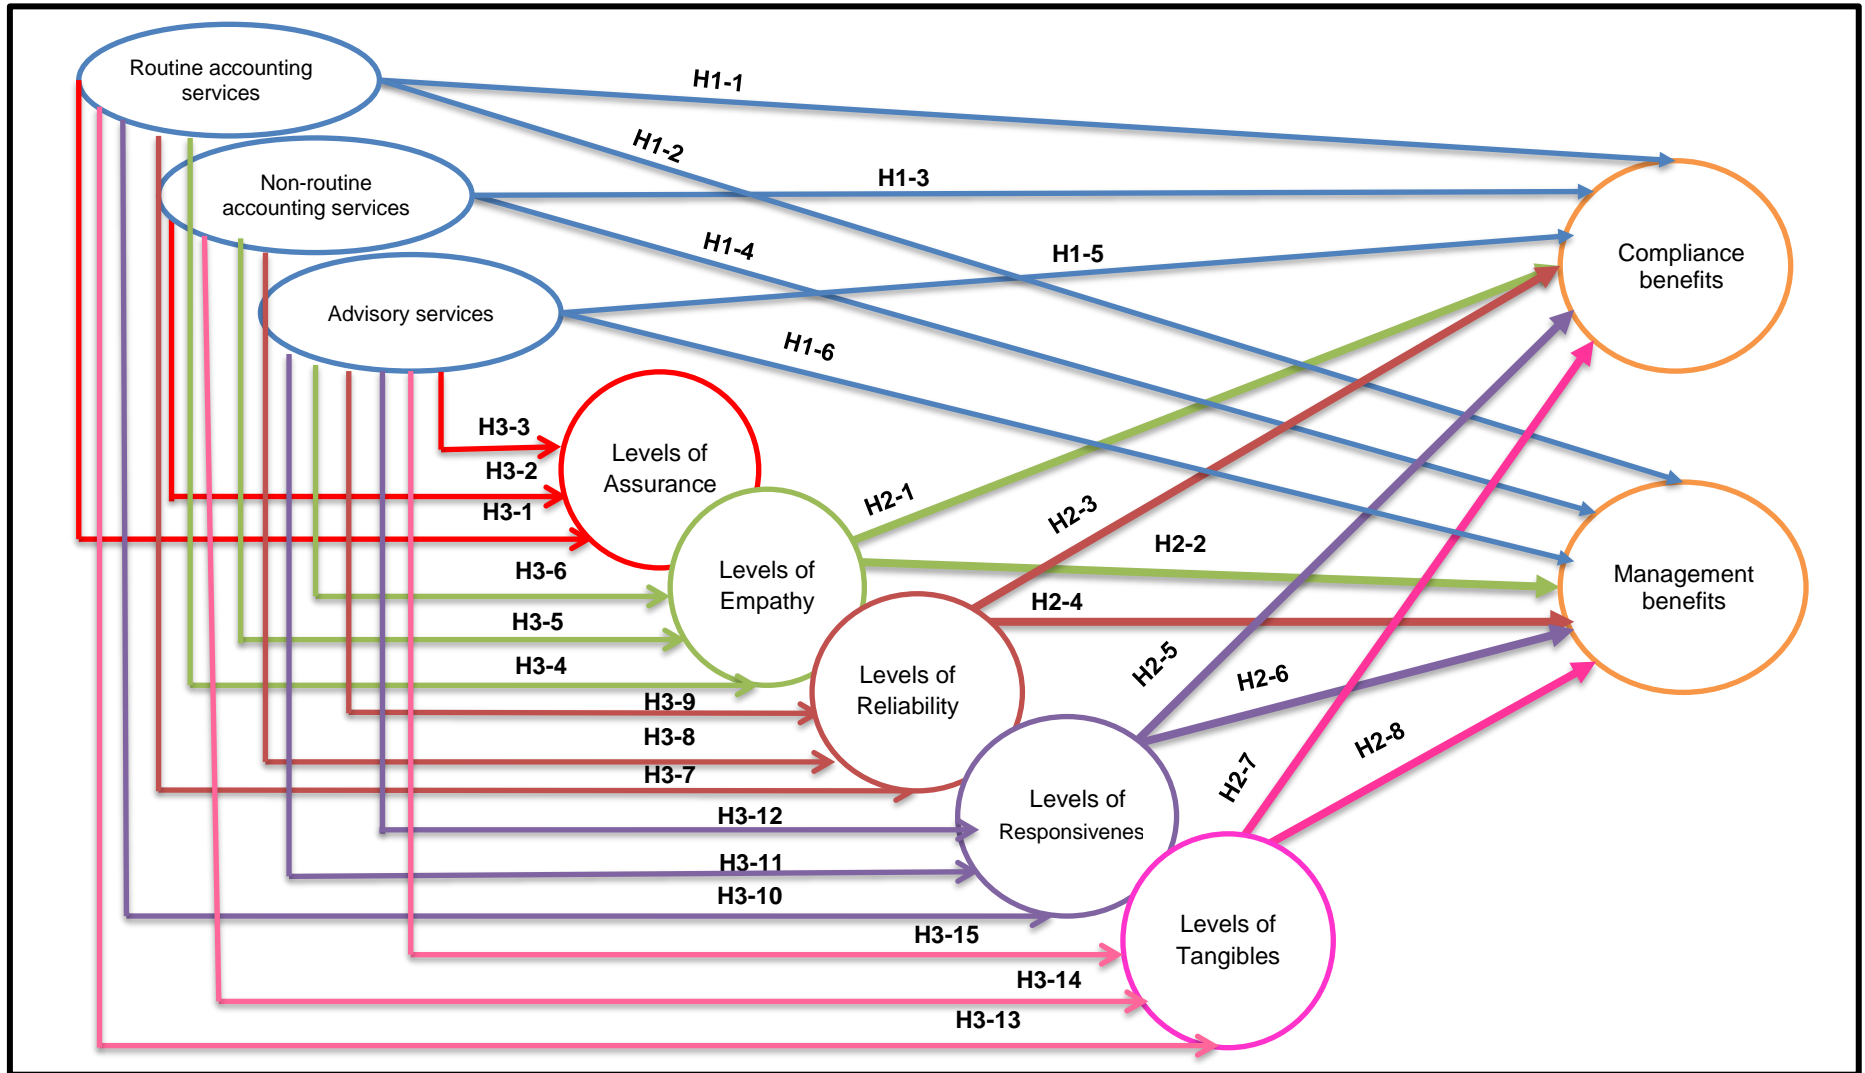 Routine accounting
services
H1-1
H1-2
Non-routine
accounting services
H1-3
H1-4
H1-5
Compliance
benefits
Advisory services
H1-6
H3-3
H3-2
H3-1
Levels of
Assurance
H2-1
H2-3
H2-2
H3-6
H3-5
H3-4
Levels of
Empathy
H2-4
Management
benefits
H3-9
H3-8
H3-7
Levels of
Reliability
H2-5
H2-6
H3-12
H3-11
H3-10
Levels of
Responsivenes
H2-7
H2-8
H3-15
H3-14
H3-13
Levels of
Tangibles